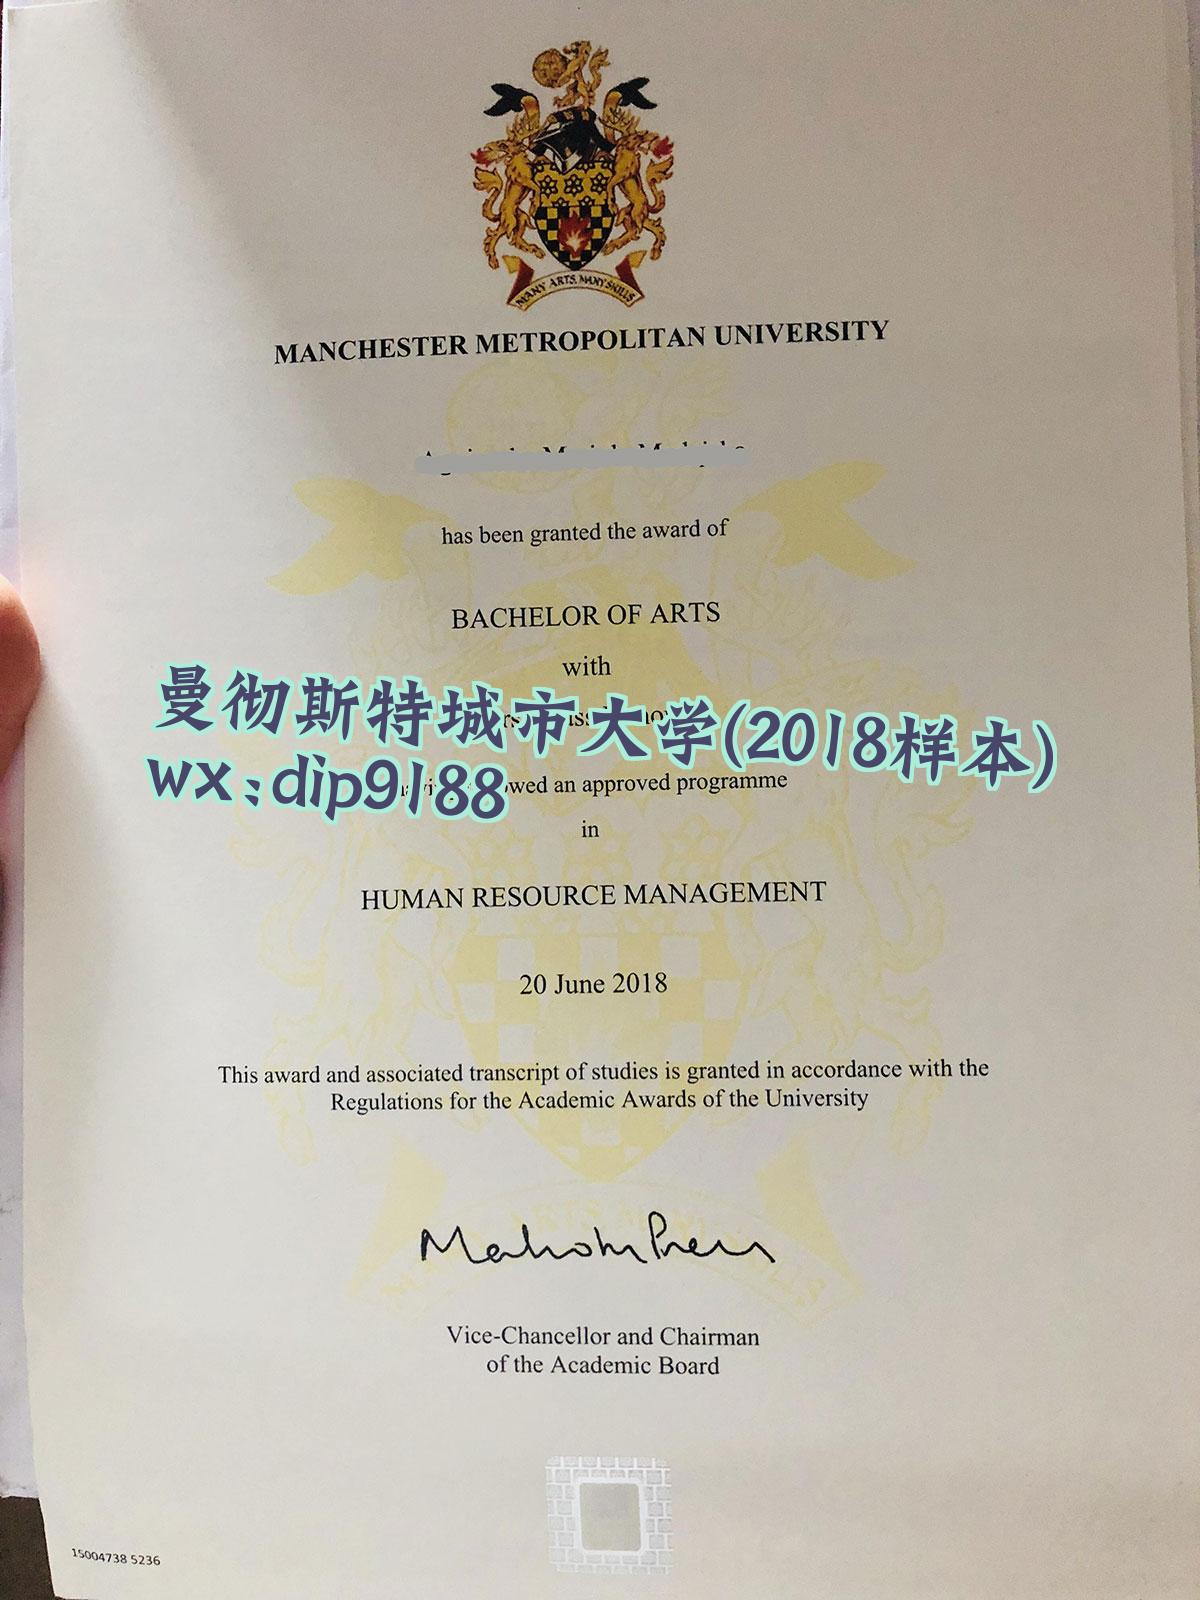 MANY ARTS, MANY SKILLS
MANCHESTER METROPOLITAN UNIVERSITY
has been granted the award of
BACHELOR OF ARTS
with
曼彻斯特城市大学(2018样本)
wx:dip9188
an approved programme
in
HUMAN RESOURCE MANAGEMENT
20 June 2018
This award and associated transcript of studies is granted in accordance with the
Regulations for the Academic Awards of the University
Vice-Chancellor and Chairman
of the Academic Board
15004738 5236